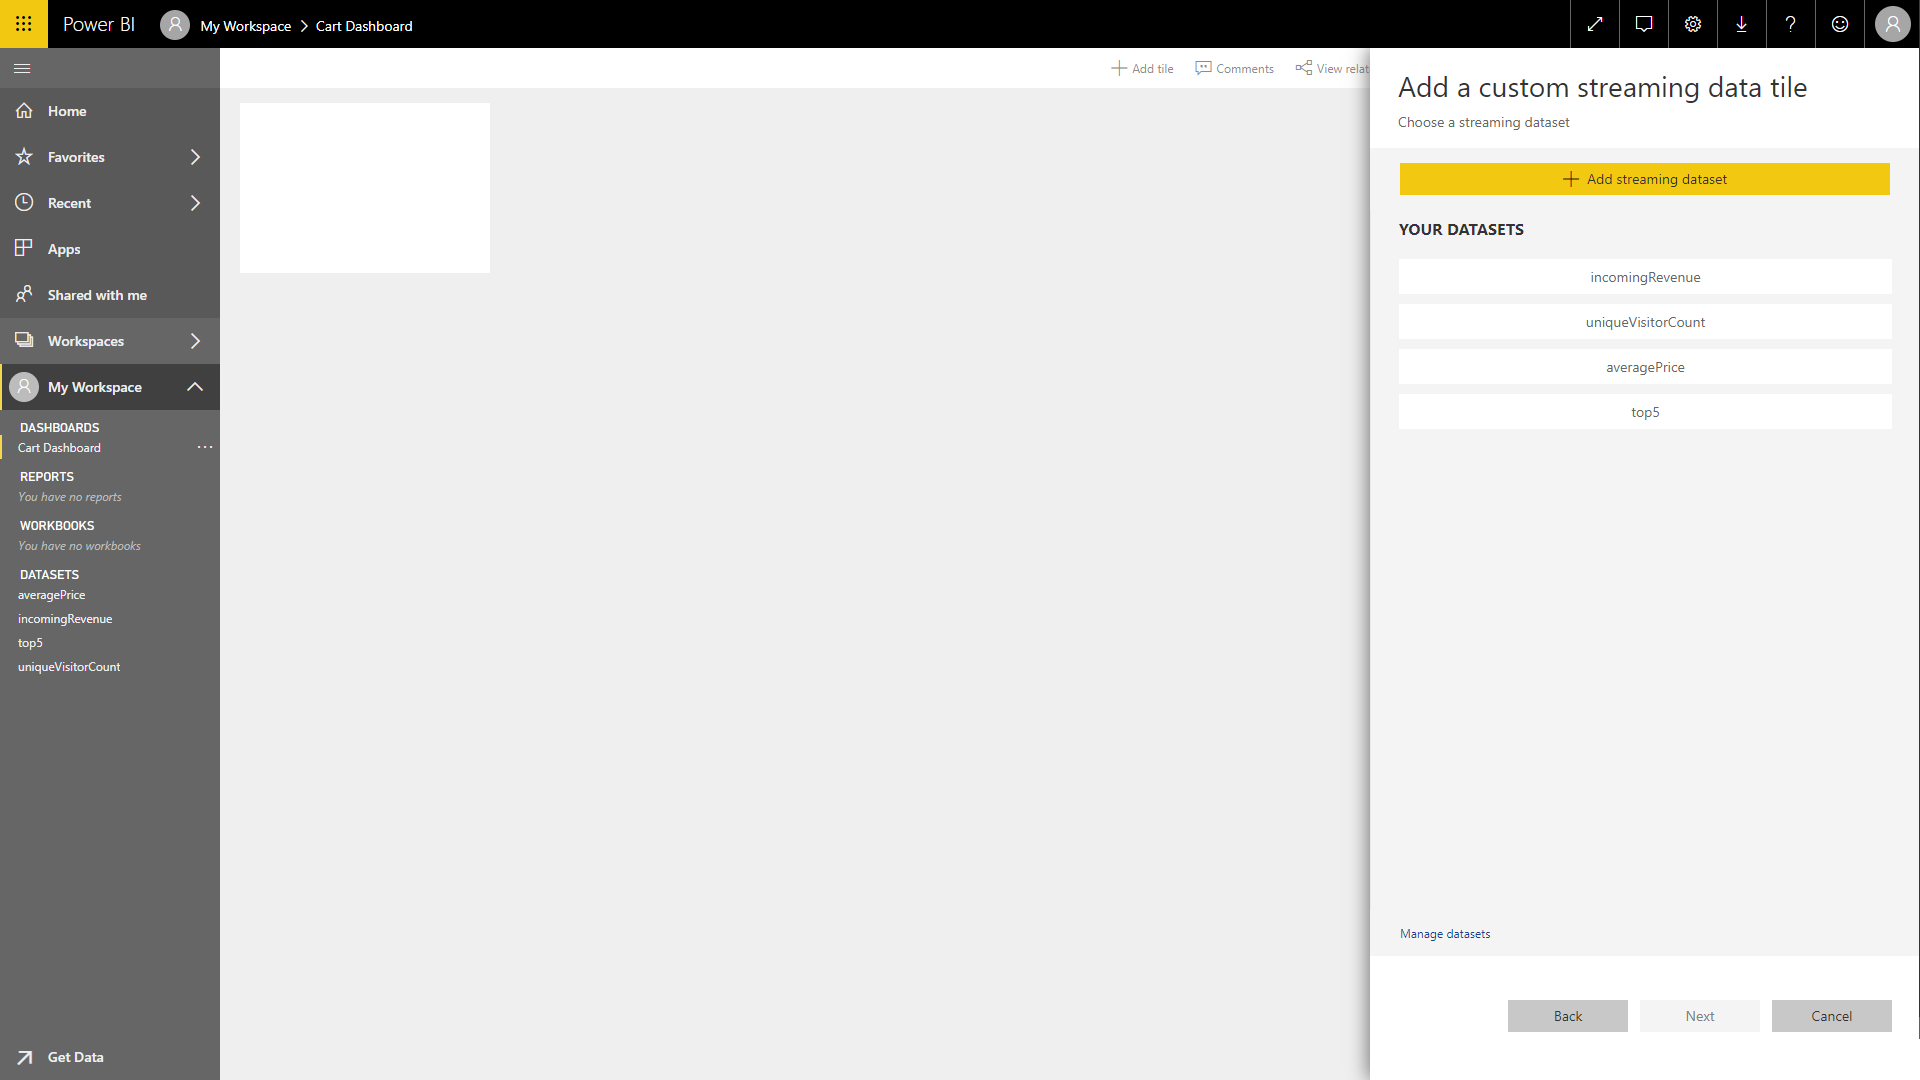 Power BI
My Workspace
Cart Dashboard
?
Home
Favorites
Recent
Apps
Shared with me
Workspaces
My Workspace
DASHBOARDS
Cart Dashboard
...
REPORTS
You have no reports
WORKBOOKS
You have no workbooks
DATASETS
averagePrice
incomingRevenue
top5
uniqueVisitorCount
Get Data
Add tile
Comments
View relat
Add a custom streaming data tile
Choose a streaming dataset
Add streaming dataset
YOUR DATASETS
incomingRevenue
uniqueVisitorCount
averagePrice
top5
Manage datasets
Back
Next
Cancel